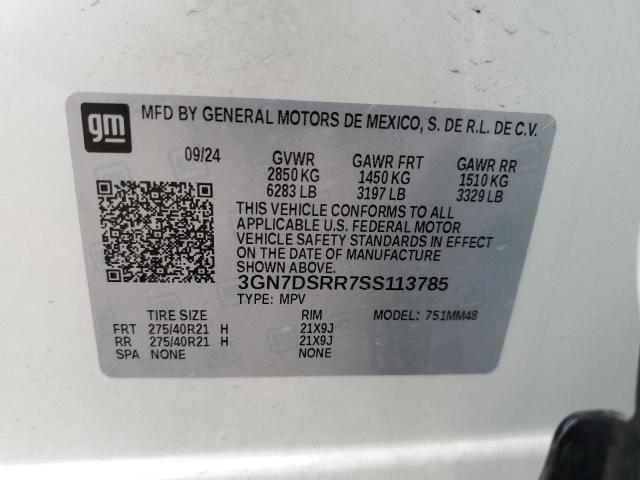 gm
MFD BY GENERAL MOTORS DE MEXICO, S. DE R.L. DE C.V.
09/24 GVWR GAWR FRT GAWR RR
2850 KG 1450 KG 1510 KG
6283 LB 3197 LB 3329 LB
THIS VEHICLE CONFORMS TO ALL
APPLICABLE U.S. FEDERAL MOTOR
VEHICLE SAFETY STANDARDS IN EFFECT
ON THE DATE OF MANUFACTURE
SHOWN ABOVE.
3GN7DSRR7SS113785
TYPE: MPV MODEL: 751MM48
TIRE SIZE RIM
FRT 275/40R21 H 21X9J
RR 275/40R21 H 21X9J
SPA NONE NONE